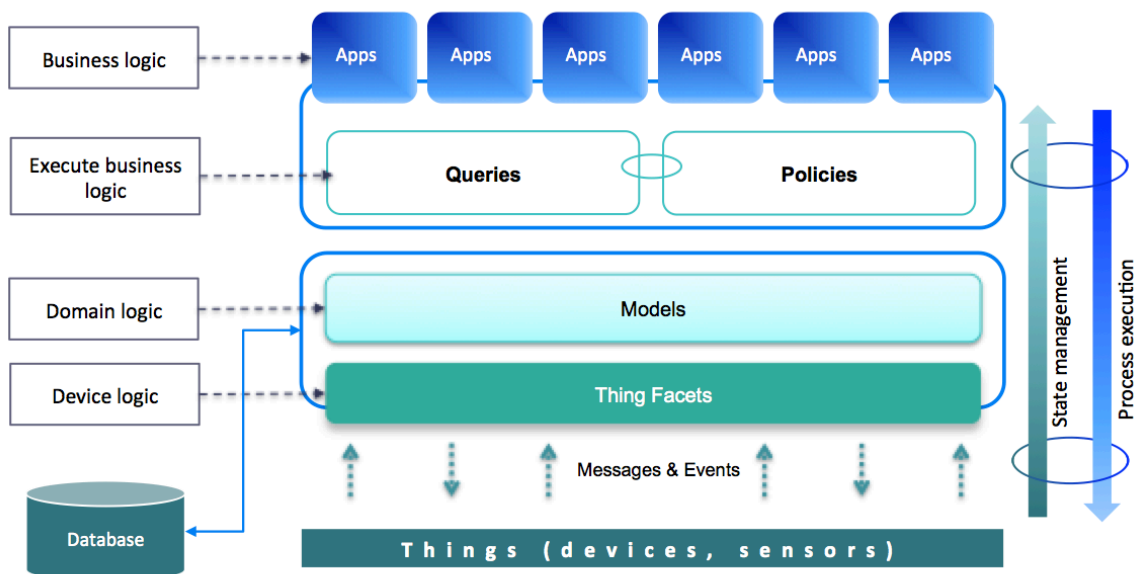 Business logic
Apps
Apps
Apps
Apps
Apps
Apps
Execute business
logic
Queries
Policies
Domain logic
Models
Device logic
Thing Facets
State management
Process execution
Messages & Events
Database
Things (devices, sensors)